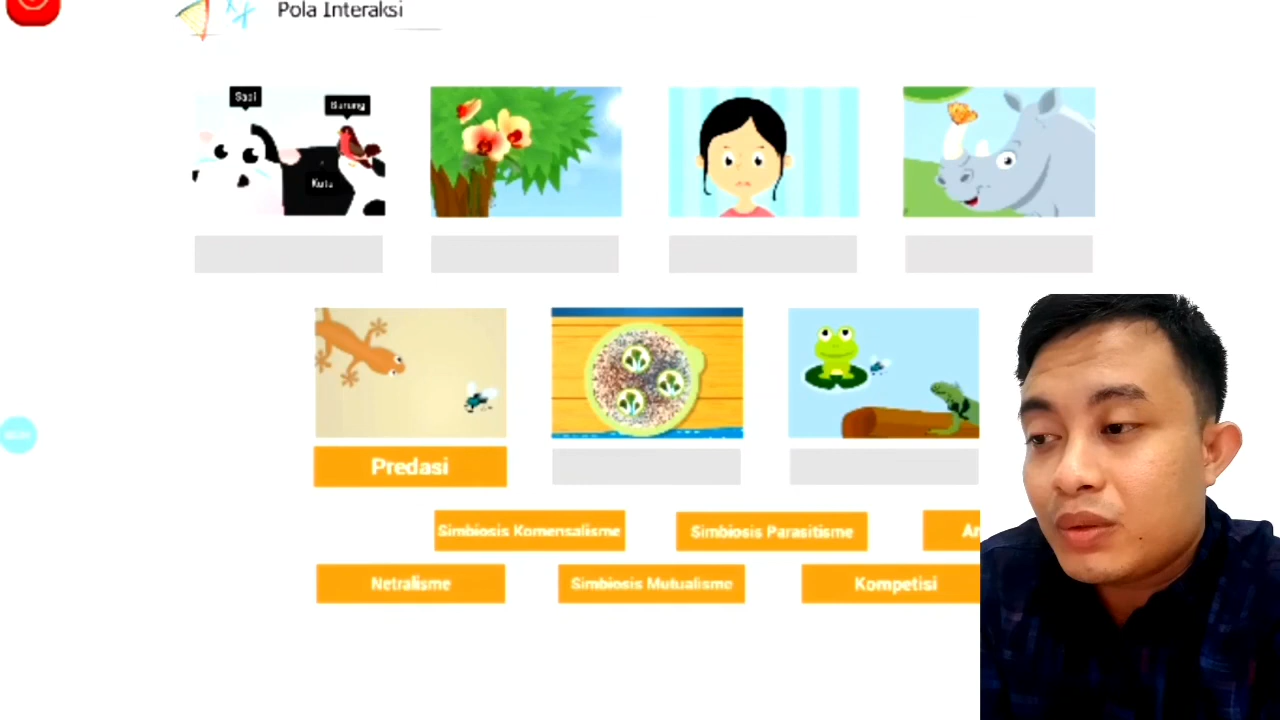 Pola Interaksi
Sapi
Burung
Kutu
Predasi
Simbiosis Komensalisme
Simbiosis Parasitisme
Netralisme
Simbiosis Mutualisme
Kompetisi